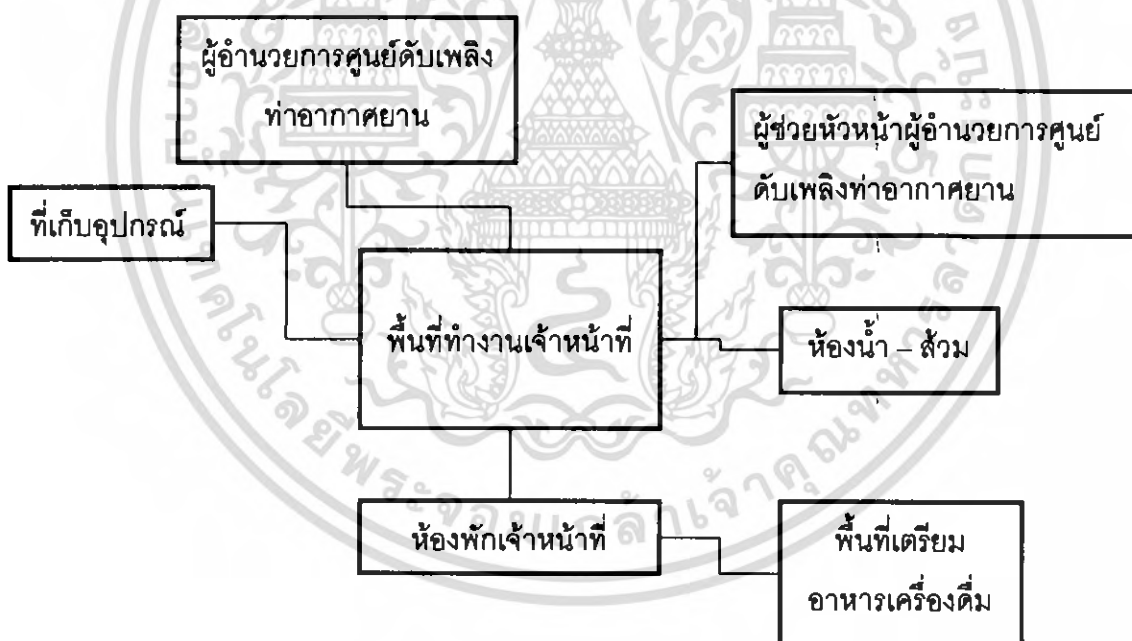 ผู้อำนวยการศูนย์ดับเพลิง
ท่าอากาศยาน
ผู้ช่วยหัวหน้าผู้อำนวยการศูนย์
ดับเพลิงท่าอากาศยาน
ที่เก็บอุปกรณ์
พื้นที่ทำงานเจ้าหน้าที่
ห้องน้ำ – ส้วม
ห้องพักเจ้าหน้าที่
พื้นที่เตรียม
อาหารเครื่องดื่ม